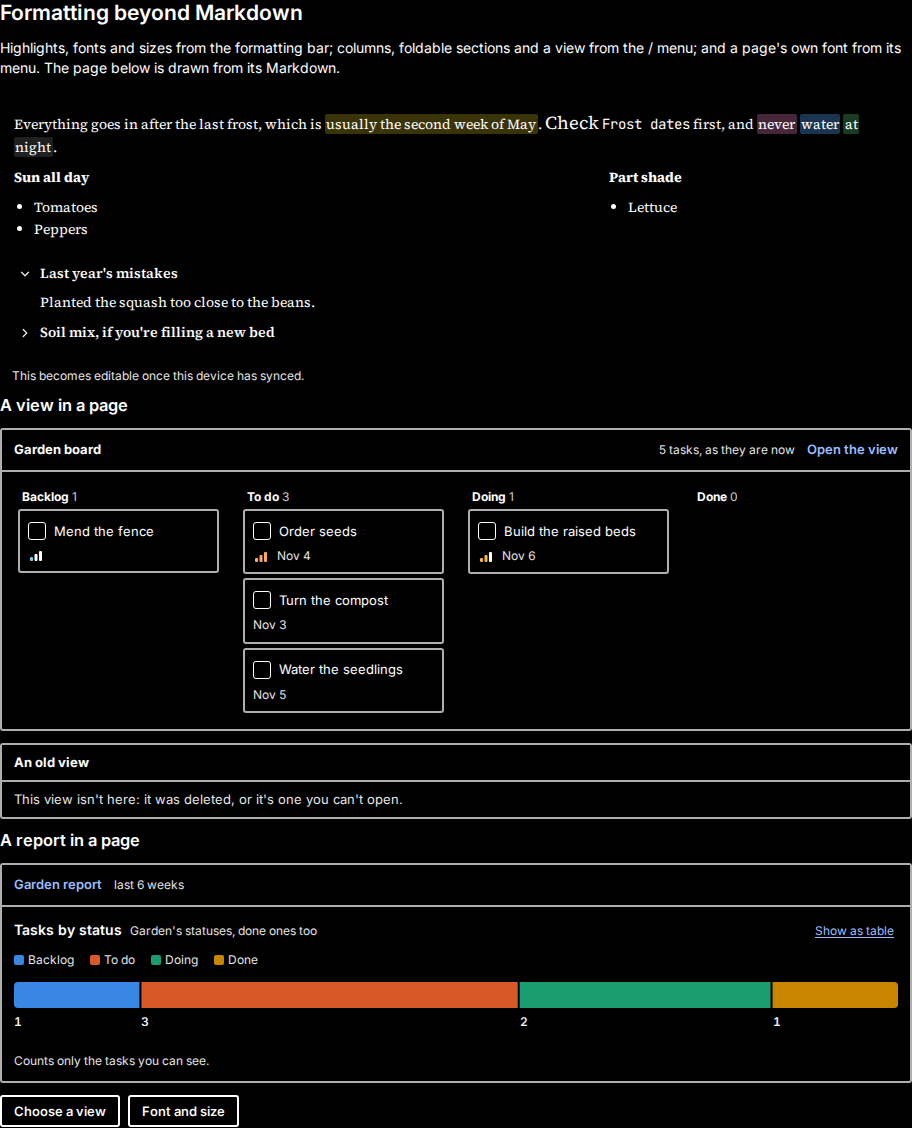 Formatting beyond Markdown
Highlights, fonts and sizes from the formatting bar; columns, foldable sections and a view from the / menu; and a page's own font from its
menu. The page below is drawn from its Markdown.
Everything goes in after the last frost, which is usually the second week of May. Check Frost dates first, and never water at
night.
Sun all day
Tomatoes
Peppers
Part shade
Lettuce
Last year's mistakes
Planted the squash too close to the beans.
Soil mix, if you're filling a new bed
This becomes editable once this device has synced.
A view in a page
Garden board
5 tasks, as they are now
Open the view
Backlog 1
Mend the fence
To do 3
Order seeds
Nov 4
Turn the compost
Nov 3
Water the seedlings
Nov 5
Doing 1
Build the raised beds
Nov 6
Done 0
An old view
This view isn't here: it was deleted, or it's one you can't open.
A report in a page
Garden report last 6 weeks
Tasks by status Garden's statuses, done ones too
Show as table
Backlog To do Doing Done
1 3 2 1
Counts only the tasks you can see.
Choose a view
Font and size